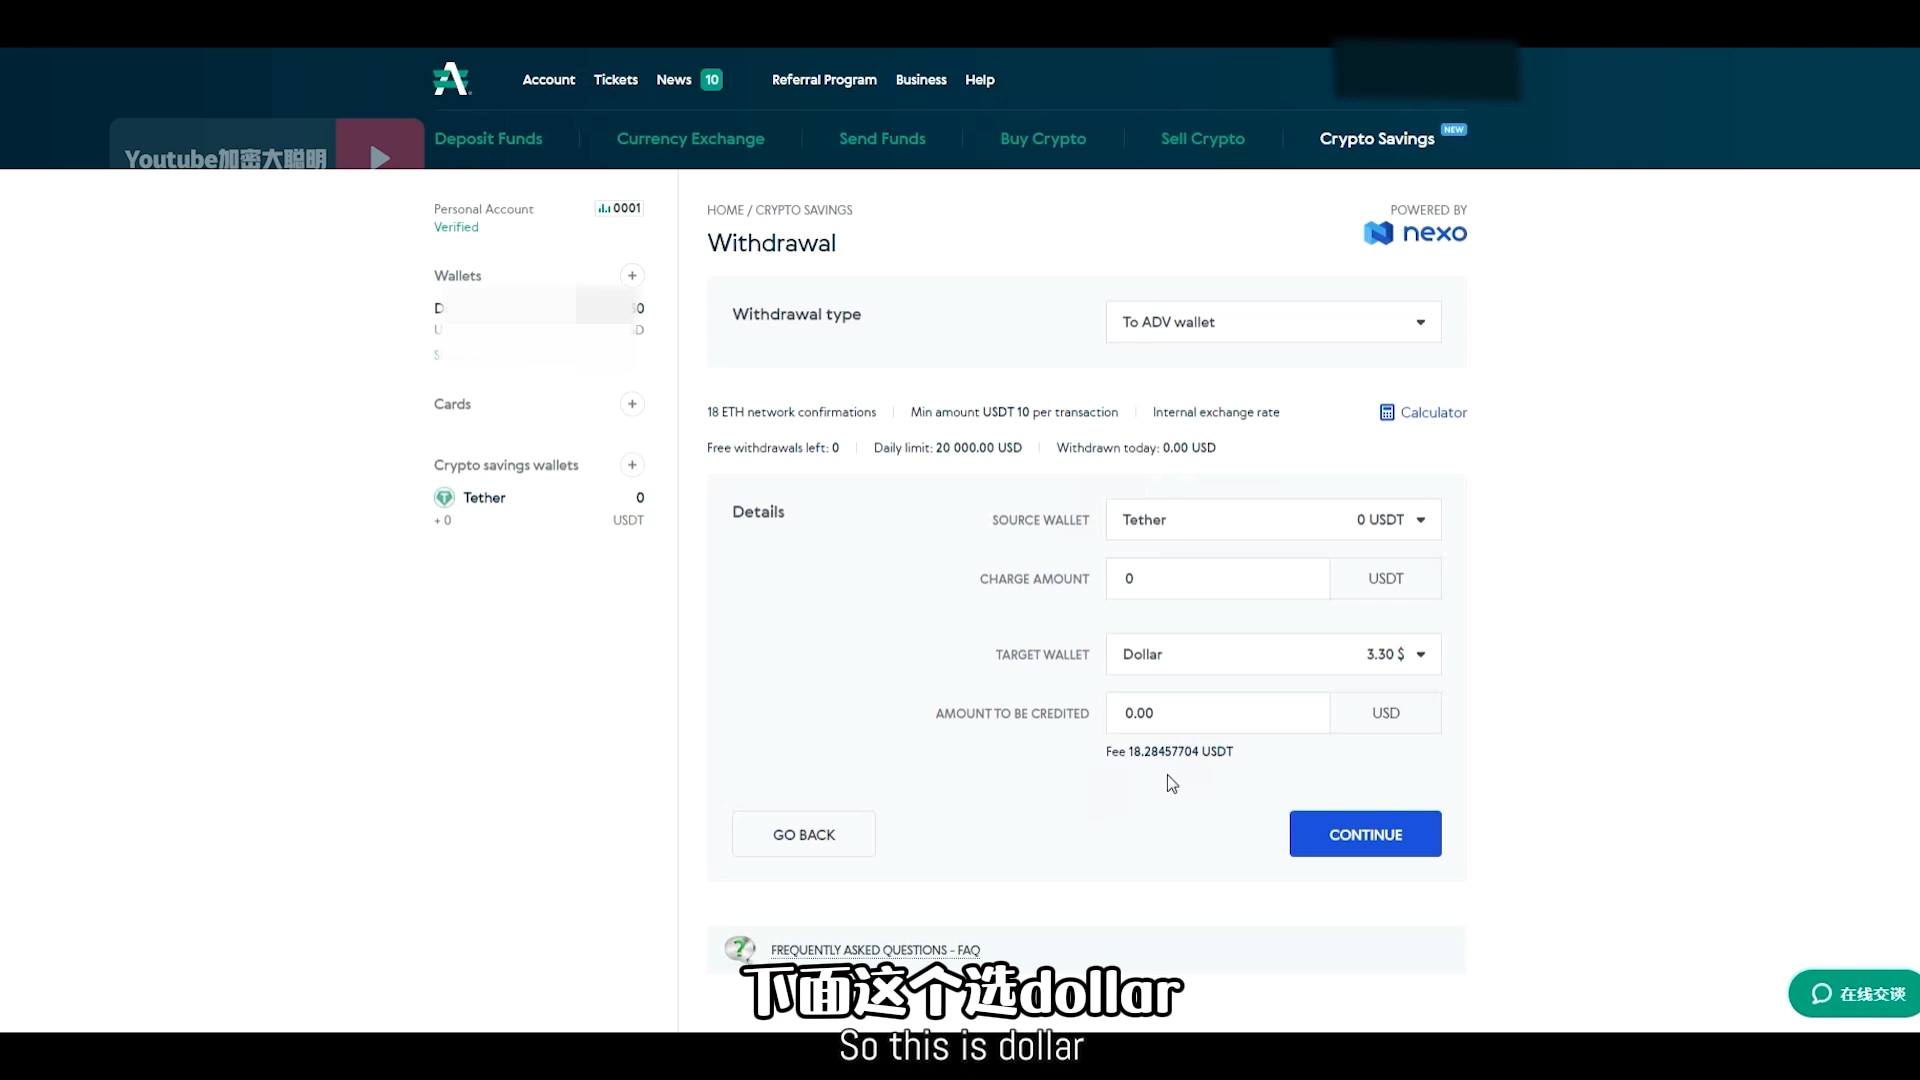 Account Tickets News 10 Referral Program Business Help
Deposit Funds Currency Exchange Send Funds Buy Crypto Sell Crypto Crypto Savings NEW
Youtube加密大聪明
Personal Account 0001
Verified
Wallets +
D 50
U SD
Cards +
Crypto savings wallets +
Tether 0
+ 0 USDT
HOME / CRYPTO SAVINGS
Withdrawal
POWERED BY
nexo
Withdrawal type To ADV wallet
18 ETH network confirmations Min amount USDT 10 per transaction Internal exchange rate Calculator
Free withdrawals left: 0 Daily limit: 20 000.00 USD Withdrawn today: 0.00 USD
Details
SOURCE WALLET Tether 0 USDT
CHARGE AMOUNT 0 USDT
TARGET WALLET Dollar 3.30 $
AMOUNT TO BE CREDITED 0.00 USD
Fee 18.28457704 USDT
GO BACK CONTINUE
FREQUENTLY ASKED QUESTIONS - FAQ
在线交谈
下面这个选dollar
So this is dollar